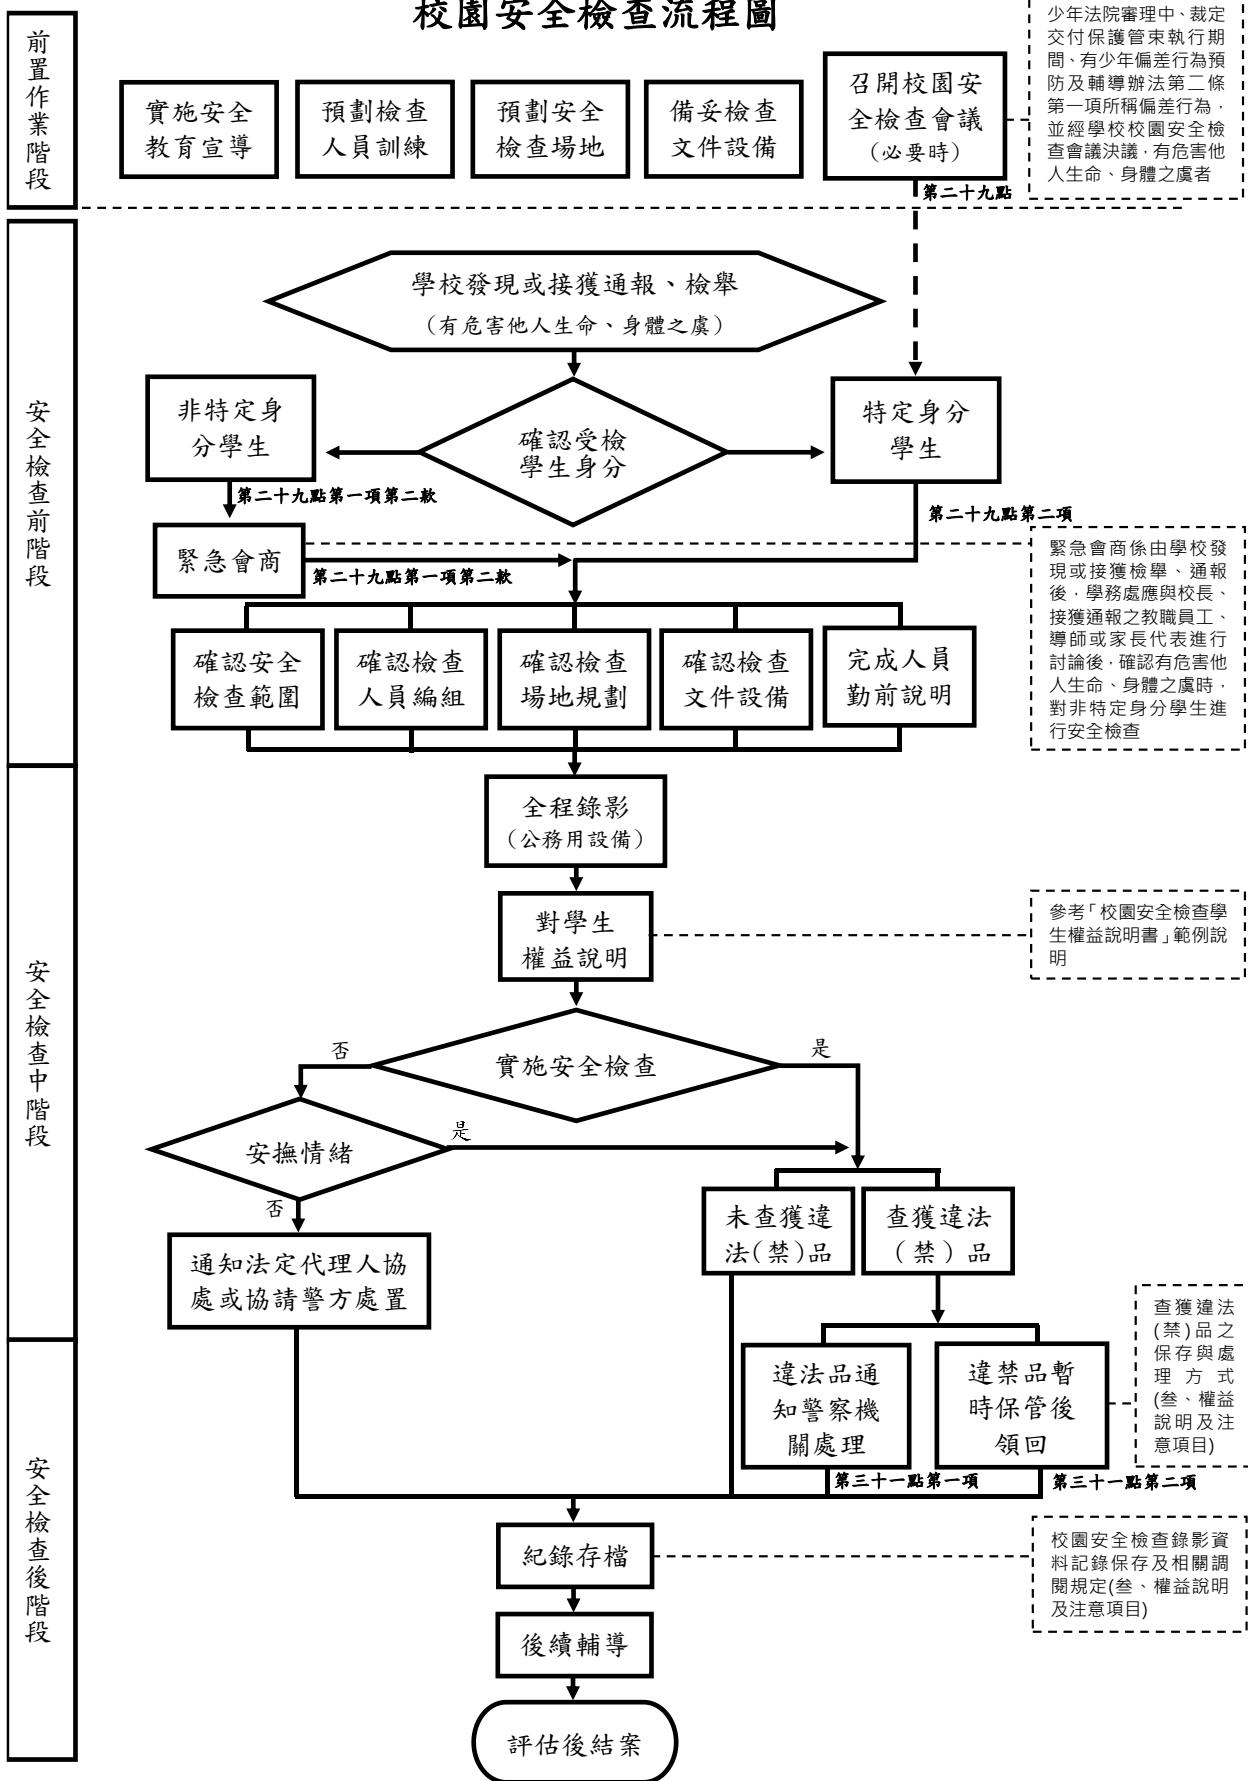 校園安全檢查流程圖
前置作業階段
實施安全
教育宣導
預劃檢查
人員訓練
預劃安全
檢查場地
備妥檢查
文件設備
召開校園安
全檢查會議
(必要時)
少年法院審理中、裁定
交付保護管束執行期
間、有少年偏差行為預
防及輔導辦法第二條
第一項所稱偏差行為，
並經學校校園安全檢
查會議決議，有危害他
人生命、身體之虞者
第二十九點
安全檢查前階段
學校發現或接獲通報、檢舉
（有危害他人生命、身體之虞）
非特定身
分學生
確認受檢
學生身分
特定身分
學生
第二十九點第一項第二款
第二十九點第二項
緊急會商
第二十九點第一項第二款
緊急會商係由學校發
現或接獲檢舉、通報
後，學務處應與校長、
接獲通報之教職員工、
導師或家長代表進行
討論後，確認有危害他
人生命、身體之虞時，
對非特定身分學生進
行安全檢查
確認安全
檢查範圍
確認檢查
人員編組
確認檢查
場地規劃
確認檢查
文件設備
完成人員
勤前說明
安全檢查中階段
全程錄影
（公務用設備）
對學生
權益說明
參考「校園安全檢查學
生權益說明書」範例說
明
實施安全檢查
否
是
安撫情緒
是
否
通知法定代理人協
處或協請警方處置
未查獲違
法(禁)品
查獲違法
（禁）品
違法品通
知警察機
關處理
違禁品暫
時保管後
領回
查獲違法
(禁)品之
保存與處
理方式
(叁、權益
說明及注
意項目)
第三十一點第一項
第三十一點第二項
安全檢查後階段
紀錄存檔
校園安全檢查錄影資
料記錄保存及相關調
閱規定(叁、權益說明
及注意項目)
後續輔導
評估後結案